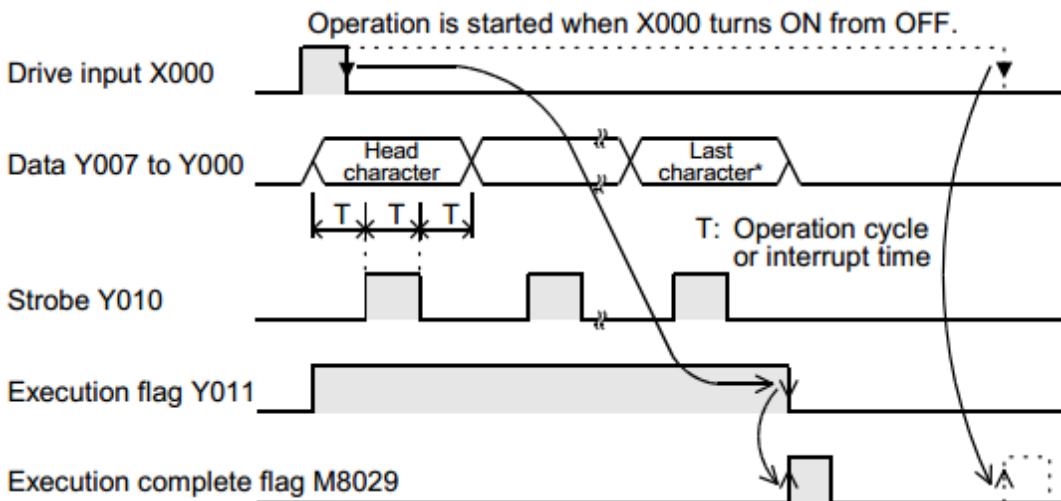 Operation is started when X000 turns ON from OFF.
Drive input X000
Data Y007 to Y000
Head
character
Last
character*
T T T
T: Operation cycle
or interrupt time
Strobe Y010
Execution flag Y011
Execution complete flag M8029